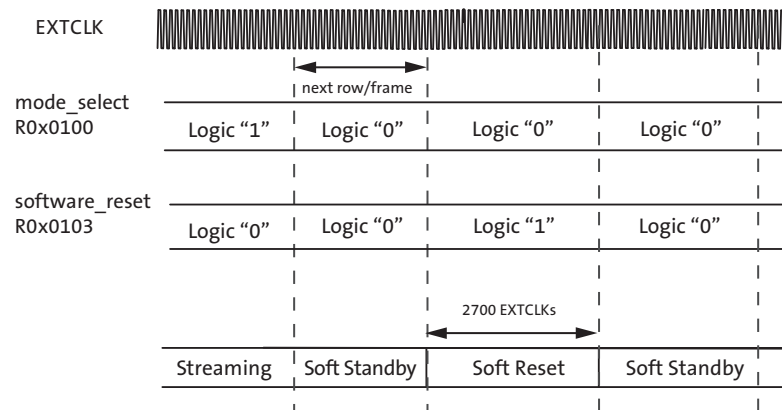 EXTCLK
next row/frame
mode_select
R0x0100
Logic “1” Logic “0” Logic “0” Logic “0”
software_reset
R0x0103
Logic “0” Logic “0” Logic “1” Logic “0”
2700 EXTCLKs
Streaming Soft Standby Soft Reset Soft Standby